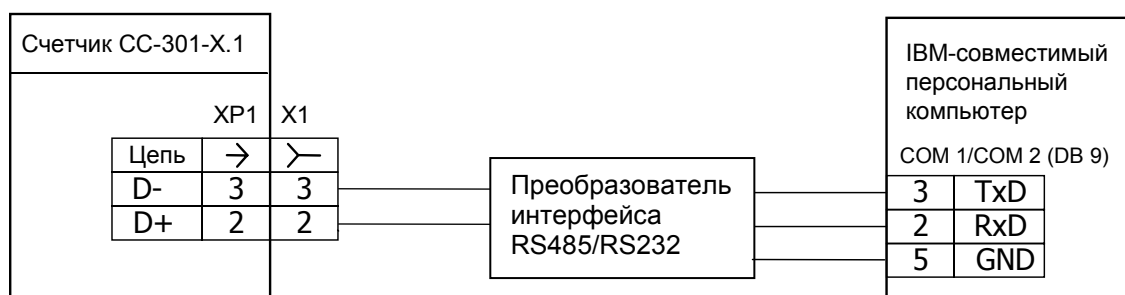 Счетчик СС-301-Х.1
XP1 X1
Цепь
D- 3 3
D+ 2 2
Преобразователь
интерфейса
RS485/RS232
IBM-совместимый
персональный
компьютер
COM 1/COM 2 (DB 9)
3 TxD
2 RxD
5 GND